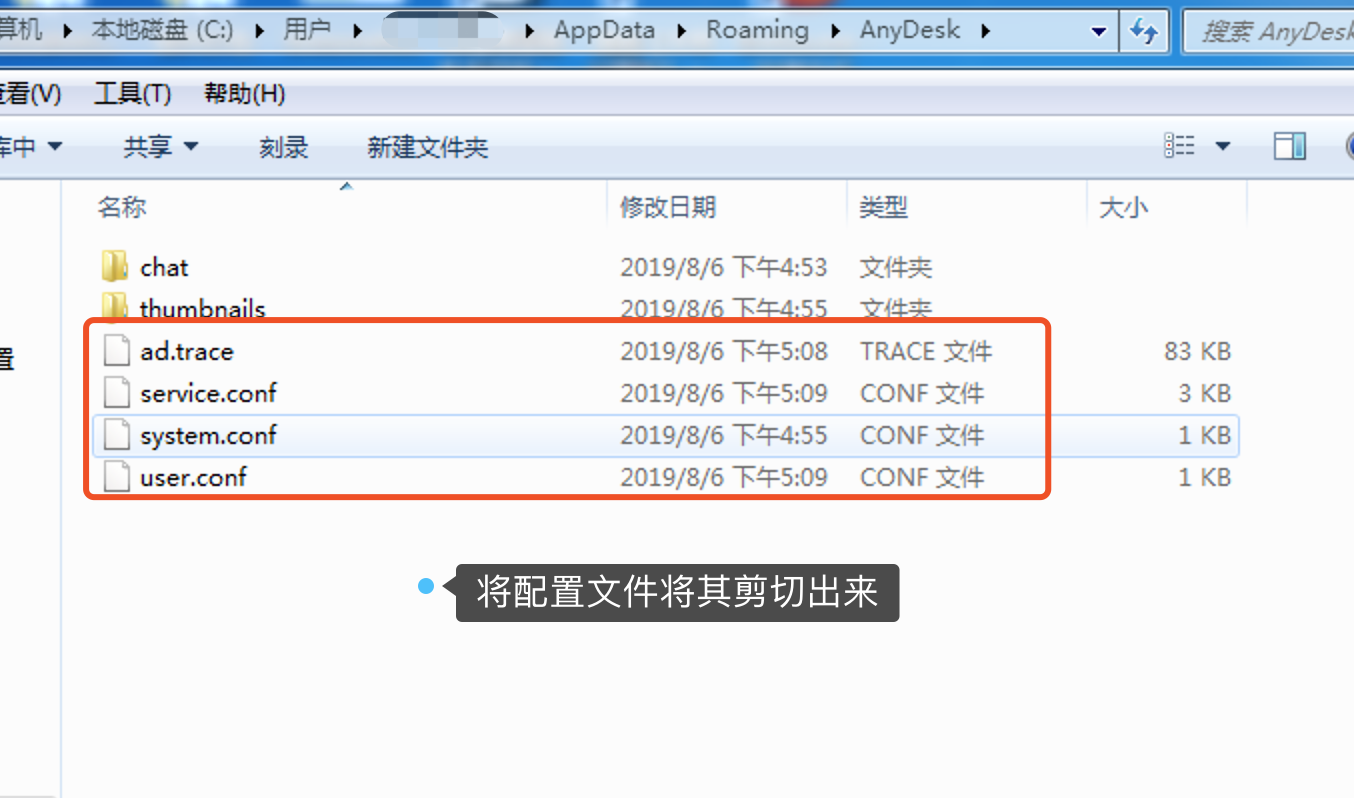 算机 本地磁盘 (C:) 用户 AppData Roaming AnyDesk 搜索 AnyDesk
查看(V) 工具(T) 帮助(H)
库中 共享 刻录 新建文件夹
名称 修改日期 类型 大小
chat 2019/8/6 下午4:53 文件夹
thumbnails 2019/8/6 下午4:55 文件夹
ad.trace 2019/8/6 下午5:08 TRACE 文件 83 KB
service.conf 2019/8/6 下午5:09 CONF 文件 3 KB
system.conf 2019/8/6 下午4:55 CONF 文件 1 KB
user.conf 2019/8/6 下午5:09 CONF 文件 1 KB
置
将配置文件将其剪切出来